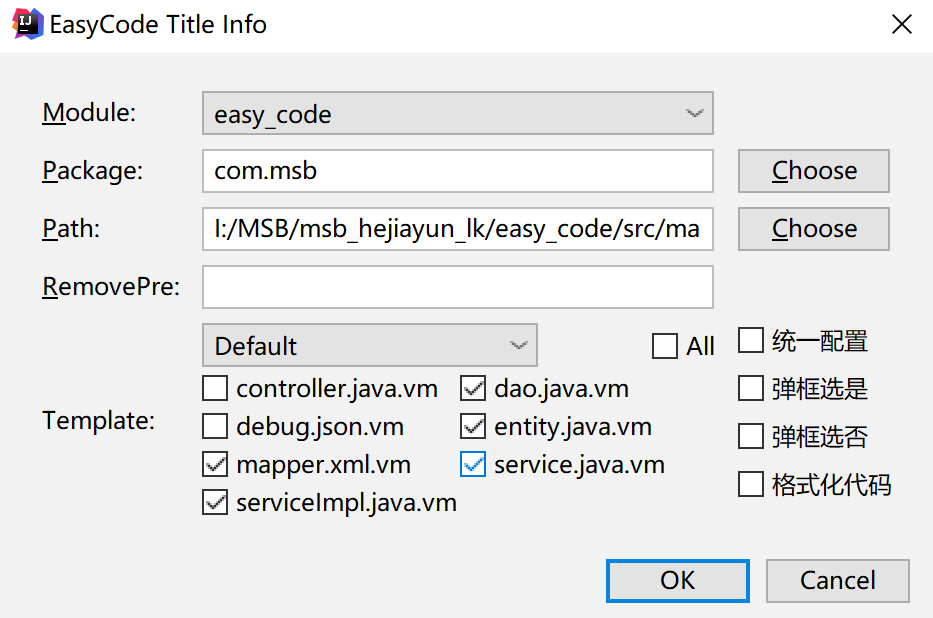 EasyCode Title Info
Module: easy_code
Package: com.msb Choose
Path: I:/MSB/msb_hejiayun_lk/easy_code/src/ma Choose
RemovePre:
Default All 统一配置
controller.java.vm dao.java.vm 弹框选是
Template: debug.json.vm entity.java.vm 弹框选否
mapper.xml.vm service.java.vm 格式化代码
serviceImpl.java.vm
OK Cancel